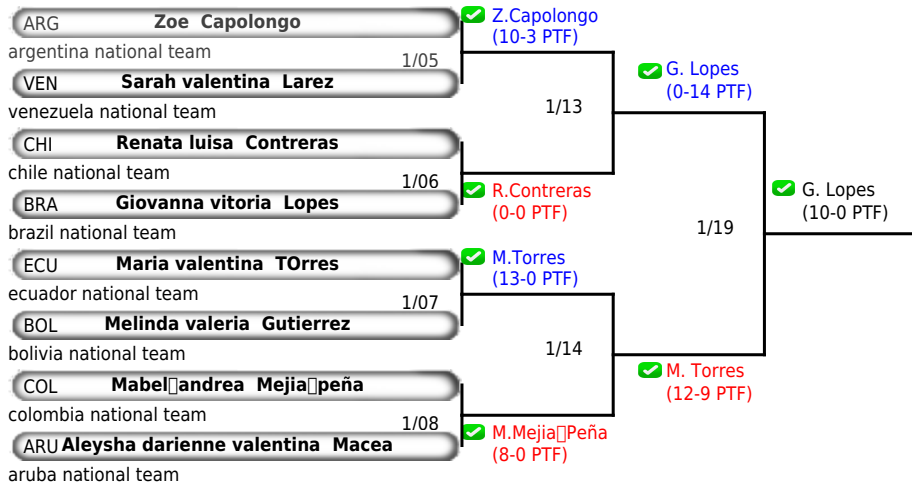 ARG Zoe Capolongo
argentina national team
1/05
VEN Sarah valentina Larez
venezuela national team
CHI Renata luisa Contreras
chile national team
1/06
BRA Giovanna vitoria Lopes
brazil national team
ECU Maria valentina TOrres
ecuador national team
1/07
BOL Melinda valeria Gutierrez
bolivia national team
COL Mabel▯andrea Mejia▯peña
colombia national team
1/08
ARU Aleysha darienne valentina Macea
aruba national team
Z.Capolongo
(10-3 PTF)
1/13
R.Contreras
(0-0 PTF)
M.Torres
(13-0 PTF)
1/14
M.Mejia▯Peña
(8-0 PTF)
G. Lopes
(0-14 PTF)
1/19
M. Torres
(12-9 PTF)
G. Lopes
(10-0 PTF)